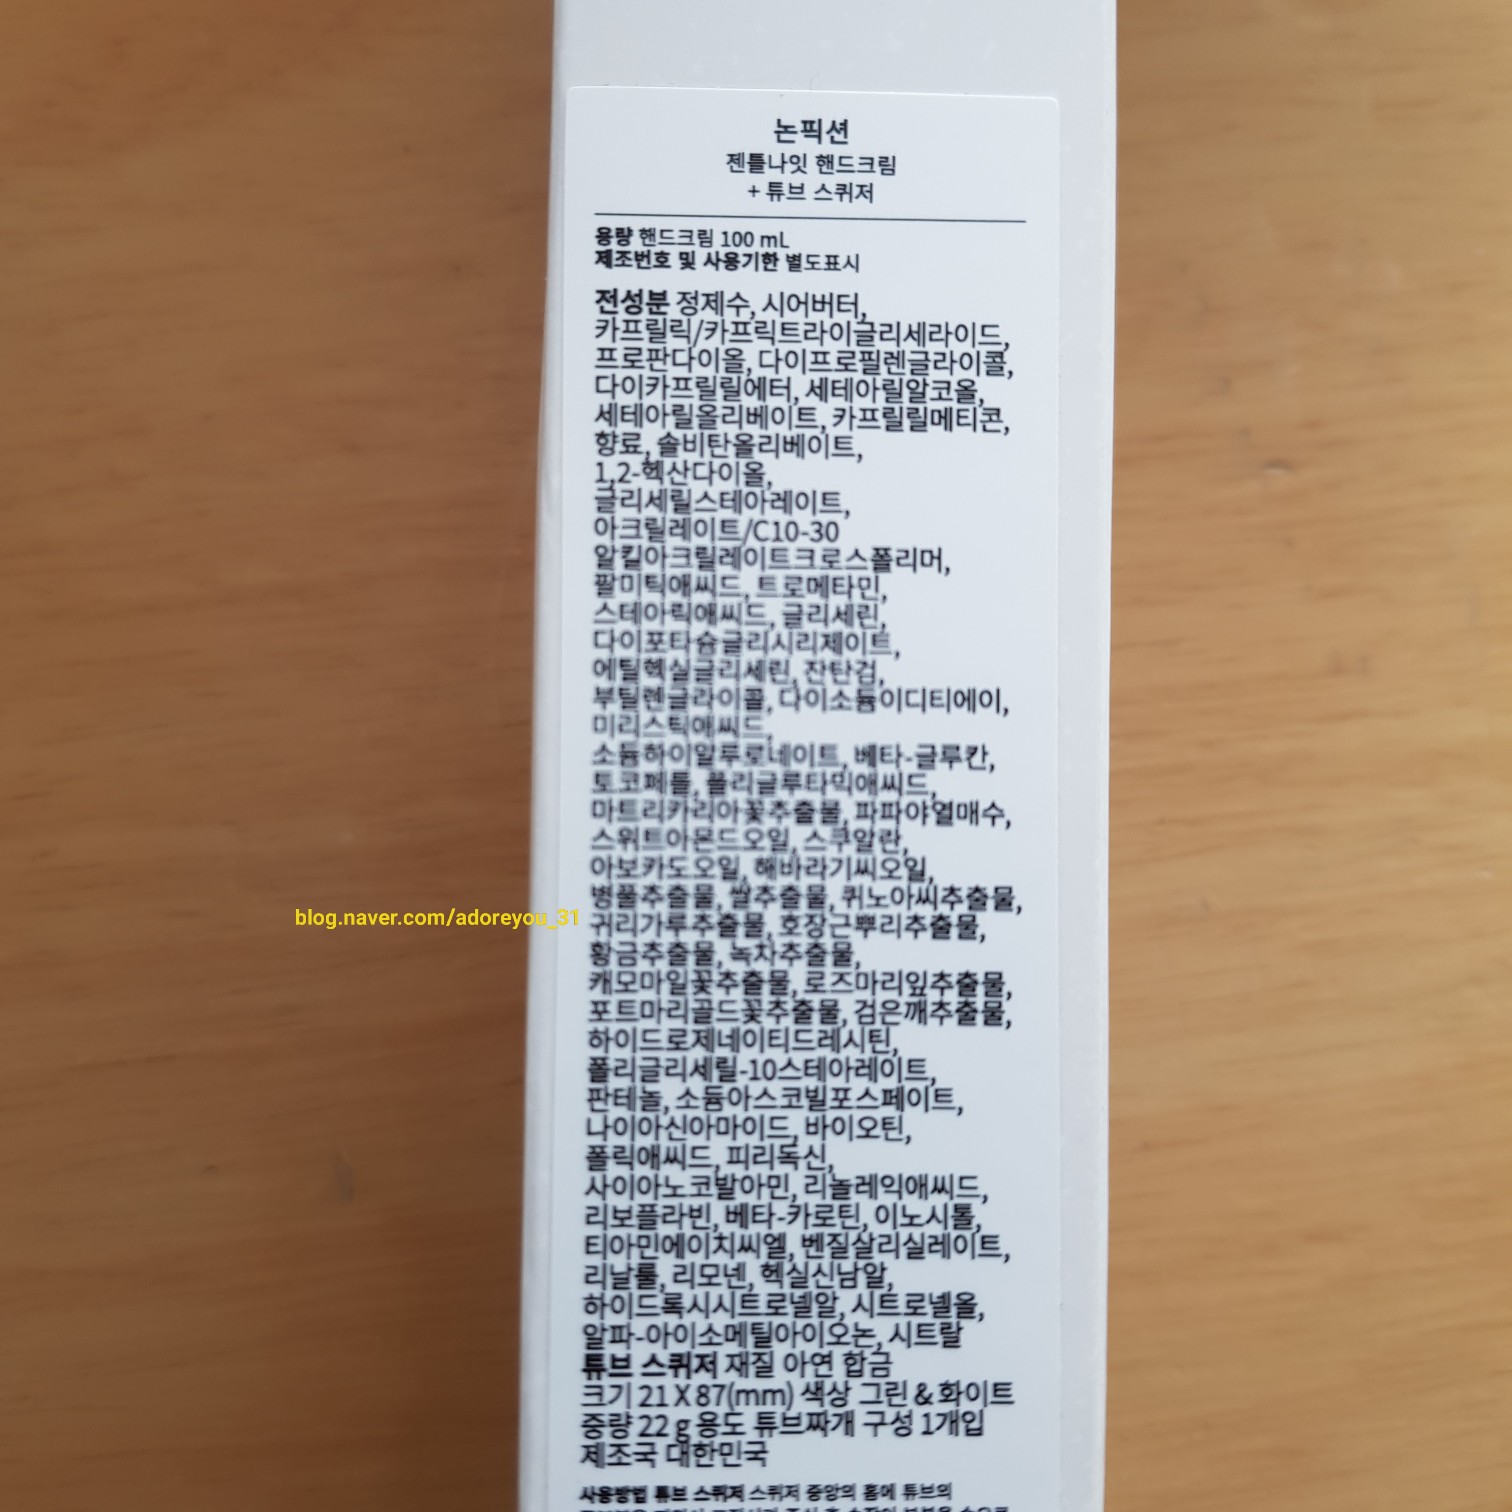 논픽션
젠틀나잇 핸드크림
+ 튜브 스퀴저
용량 핸드크림 100 mL
제조번호 및 사용기한 별도표시
전성분 정제수, 시어버터,
카프릴릭/카프릭트라이글리세라이드,
프로판다이올, 다이프로필렌글라이콜,
다이카프릴릴에터, 세테아릴알코올,
세테아릴올리베이트, 카프릴릴메티콘,
향료, 솔비탄올리베이트,
1,2-헥산다이올,
글리세릴스테아레이트,
아크릴레이트/C10-30
알킬아크릴레이트크로스폴리머,
팔미틱애씨드, 트로메타민,
스테아릭애씨드, 글리세린,
다이포타슘글리시리제이트,
에틸헥실글리세린, 잔탄검,
부틸렌글라이콜, 다이소듐이디티에이,
미리스틱애씨드,
소듐하이알루로네이트, 베타-글루칸,
토코페롤, 폴리글루타믹애씨드,
마트리카리아꽃추출물, 파파야열매수,
스위트아몬드오일, 스쿠알란,
아보카도오일, 해바라기씨오일,
병풀추출물, 쌀추출물, 퀴노아씨추출물,
blog.naver.com/adoreyou_31
귀리가루추출물, 호장근뿌리추출물,
황금추출물, 녹차추출물,
캐모마일꽃추출물, 로즈마리잎추출물,
포트마리골드꽃추출물, 검은깨추출물,
하이드로제네이티드레시틴,
폴리글리세릴-10스테아레이트,
판테놀, 소듐아스코빌포스페이트,
나이아신아마이드, 바이오틴,
폴릭애씨드, 피리독신,
사이아노코발아민, 리놀레익애씨드,
리보플라빈, 베타-카로틴, 이노시톨,
티아민에이치씨엘, 벤질살리실레이트,
리날룰, 리모넨, 헥실신남알,
하이드록시시트로넬알, 시트로넬올,
알파-아이소메틸아이오논, 시트랄
튜브 스퀴저 재질 아연 합금
크기 21 X 87(mm) 색상 그린 & 화이트
중량 22 g 용도 튜브짜개 구성 1개입
제조국 대한민국
사용방법 튜브 스퀴저 스퀴저 중앙의 홈에 튜브의